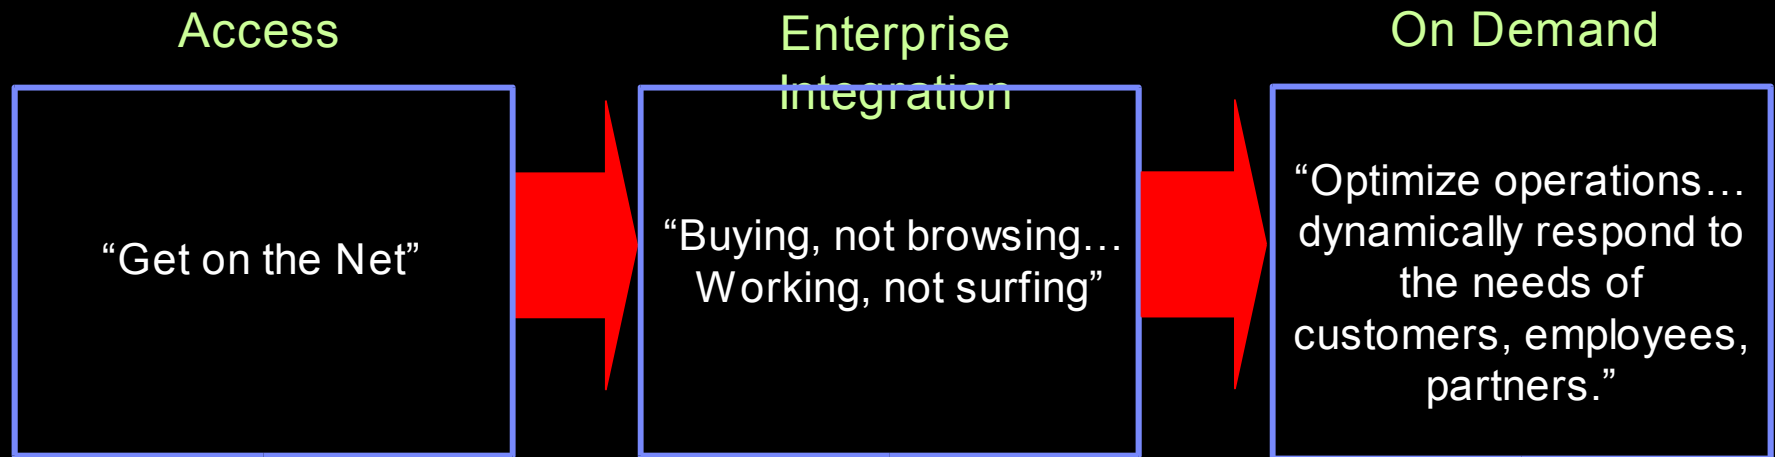 Access
“Get on the Net”
Enterprise
Integration
“Buying, not browsing…
Working, not surfing”
On Demand
“Optimize operations…
dynamically respond to
the needs of
customers, employees,
partners.”